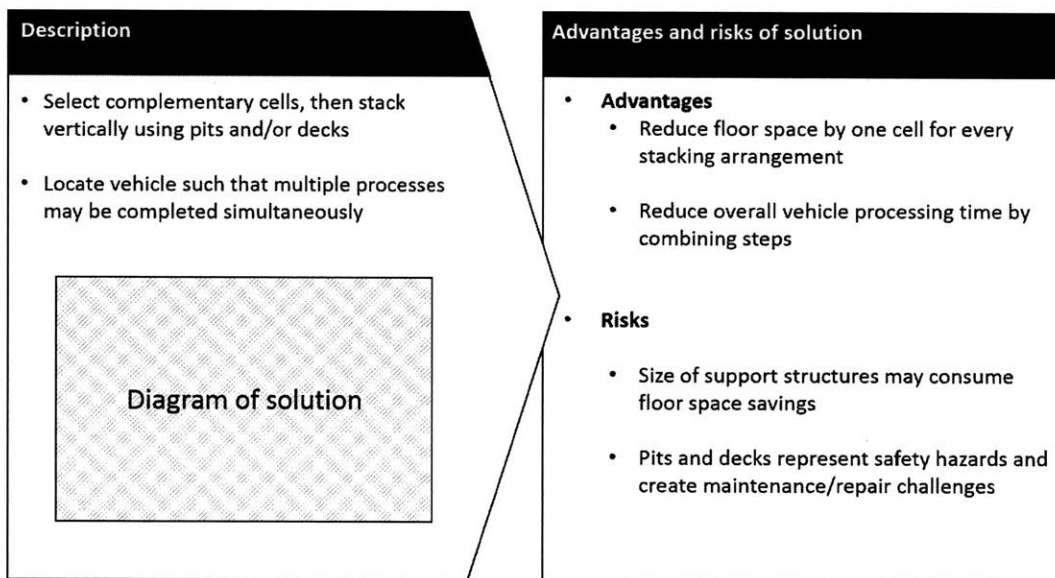 Description
• Select complementary cells, then stack
vertically using pits and/or decks
• Locate vehicle such that multiple processes
may be completed simultaneously
Diagram of solution
Advantages and risks of solution
• Advantages
• Reduce floor space by one cell for every
stacking arrangement
• Reduce overall vehicle processing time by
combining steps
• Risks
• Size of support structures may consume
floor space savings
• Pits and decks represent safety hazards and
create maintenance/repair challenges